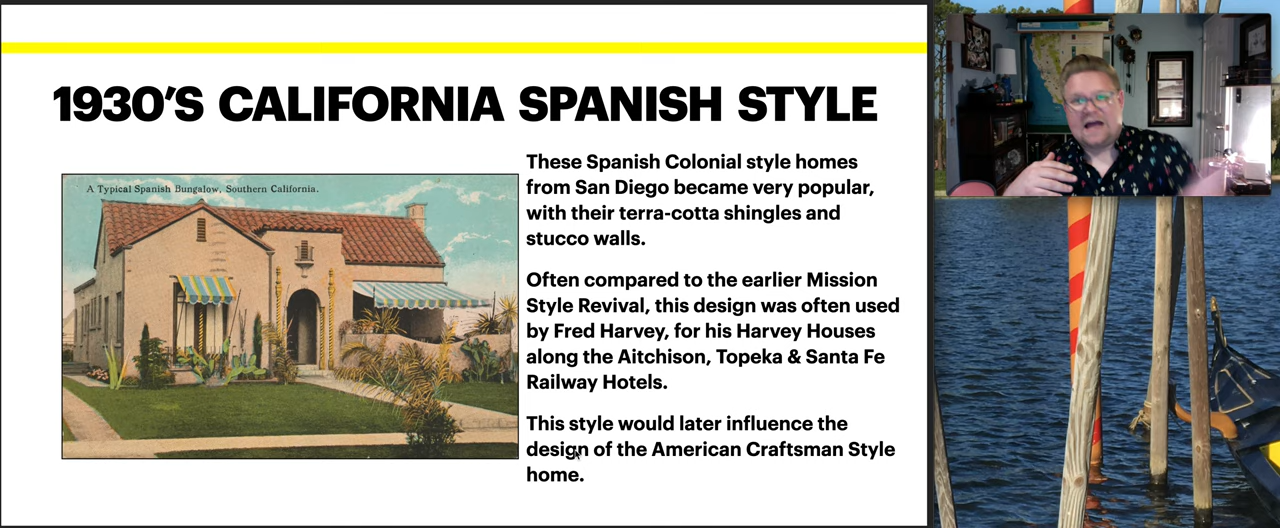 1930'S CALIFORNIA SPANISH STYLE
A Typical Spanish Bungalow, Southern California.
These Spanish Colonial style homes
from San Diego became very popular,
with their terra-cotta shingles and
stucco walls.
Often compared to the earlier Mission
Style Revival, this design was often used
by Fred Harvey, for his Harvey Houses
along the Aitchison, Topeka & Santa Fe
Railway Hotels.
This style would later influence the
design of the American Craftsman Style
home.